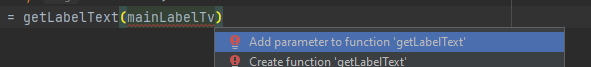 = getLabelText(mainLabelTv)
Add parameter to function 'getLabelText'
Create function 'getLabelText'